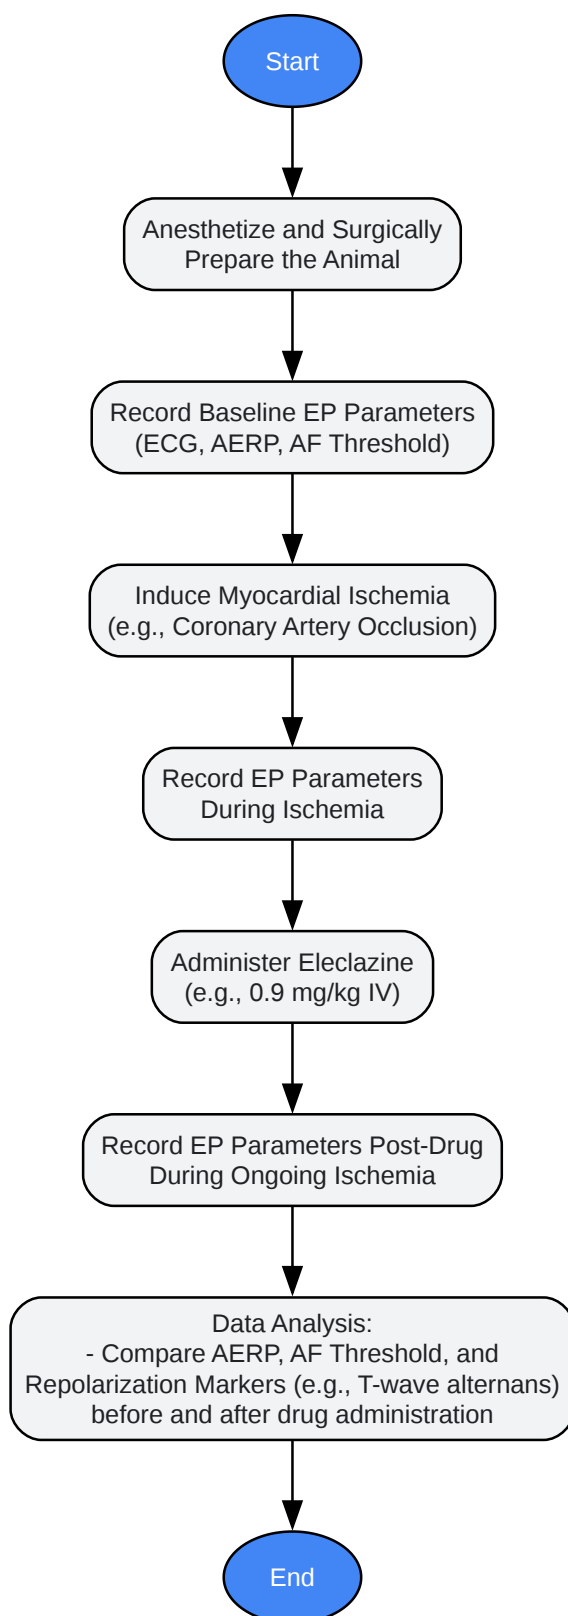 Start
Anesthetize and Surgically
Prepare the Animal
Record Baseline EP Parameters
(ECG, AERP, AF Threshold)
Induce Myocardial Ischemia
(e.g., Coronary Artery Occlusion)
Record EP Parameters
During Ischemia
Administer Eleclazine
(e.g., 0.9 mg/kg IV)
Record EP Parameters Post-Drug
During Ongoing Ischemia
Data Analysis:
- Compare AERP, AF Threshold, and
Repolarization Markers (e.g., T-wave alternans)
before and after drug administration
End